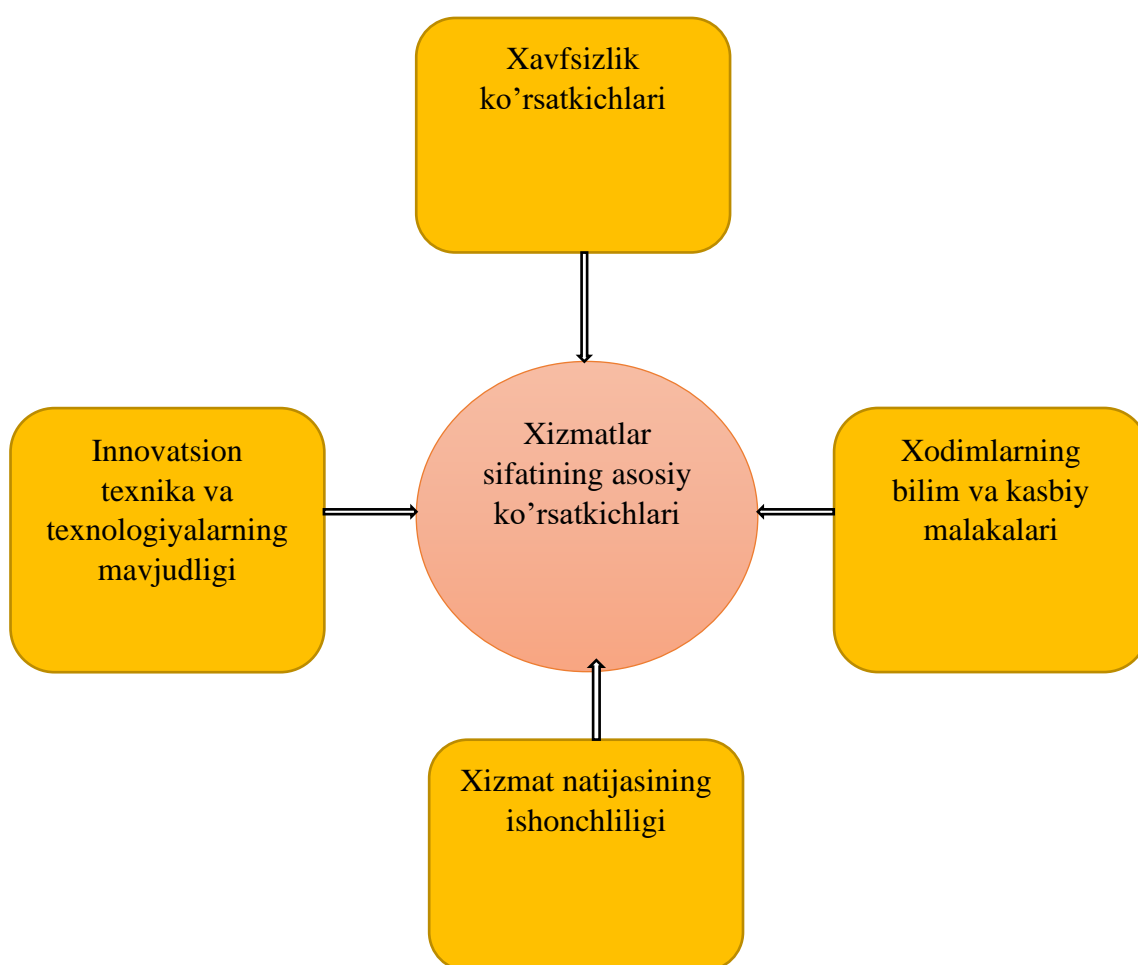 Xavfsizlik
ko’rsatkichlari
Innovatsion
texnika va
texnologiyalarning
mavjudligi
Xizmatlar
sifatining asosiy
ko’rsatkichlari
Xodimlarning
bilim va kasbiy
malakalari
Xizmat natijasining
ishonchliligi